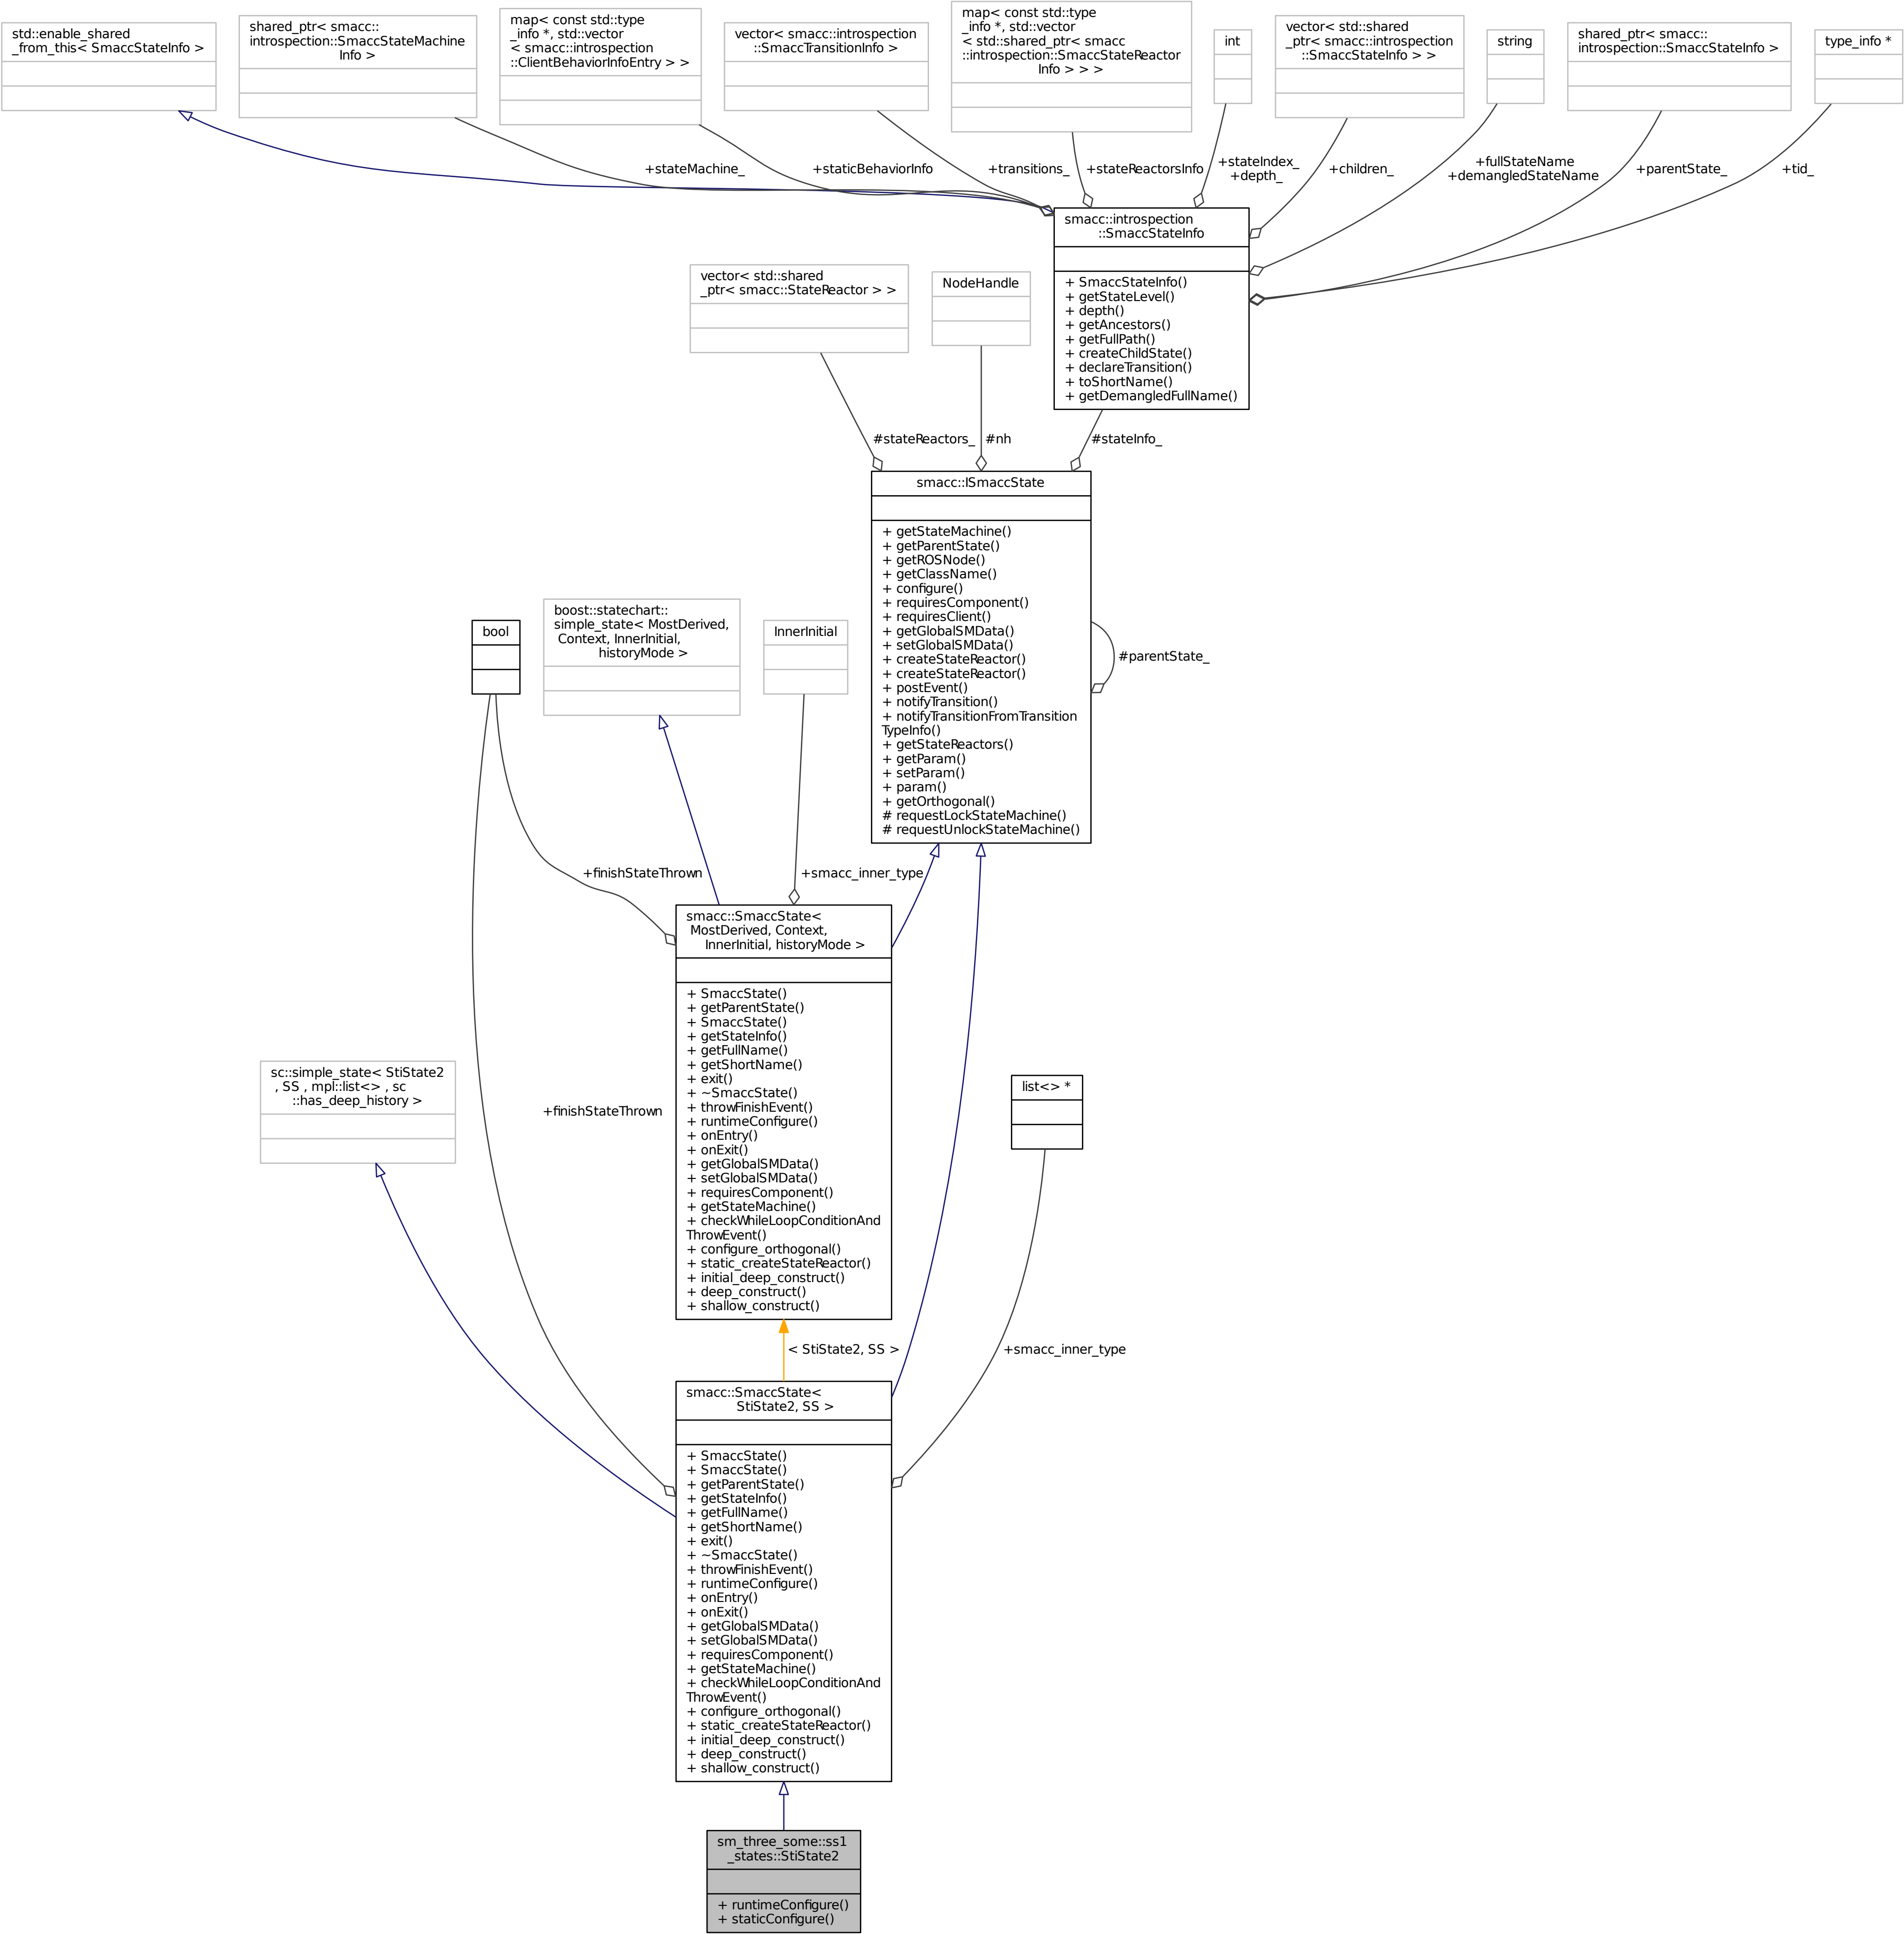 std::enable_shared
_from_this< SmaccStateInfo >
shared_ptr< smacc::
introspection::SmaccStateMachine
Info >
map< const std::type
_info *, std::vector
< smacc::introspection
::ClientBehaviorInfoEntry > >
vector< smacc::introspection
::SmaccTransitionInfo >
map< const std::type
_info *, std::vector
< std::shared_ptr< smacc
::introspection::SmaccStateReactor
Info > > >
int
vector< std::shared
_ptr< smacc::introspection
::SmaccStateInfo > >
string
shared_ptr< smacc::
introspection::SmaccStateInfo >
type_info *
+stateMachine_
+staticBehaviorInfo
+transitions_
+stateReactorsInfo
+stateIndex_
+depth_
+children_
+fullStateName
+demangledStateName
+parentState_
+tid_
smacc::introspection
::SmaccStateInfo
+ SmaccStateInfo()
+ getStateLevel()
+ depth()
+ getAncestors()
+ getFullPath()
+ createChildState()
+ declareTransition()
+ toShortName()
+ getDemangledFullName()
vector< std::shared
_ptr< smacc::StateReactor > >
NodeHandle
#stateReactors_
#nh
#stateInfo_
smacc::ISmaccState
+ getStateMachine()
+ getParentState()
+ getROSNode()
+ getClassName()
+ configure()
+ requiresComponent()
+ requiresClient()
+ getGlobalSMData()
+ setGlobalSMData()
+ createStateReactor()
+ createStateReactor()
+ postEvent()
+ notifyTransition()
+ notifyTransitionFromTransition
TypeInfo()
+ getStateReactors()
+ getParam()
+ setParam()
+ param()
+ getOrthogonal()
# requestLockStateMachine()
# requestUnlockStateMachine()
#parentState_
bool
boost::statechart::
simple_state< MostDerived,
Context, InnerInitial,
historyMode >
InnerInitial
+finishStateThrown
+smacc_inner_type
smacc::SmaccState<
MostDerived, Context,
InnerInitial, historyMode >
+ SmaccState()
+ getParentState()
+ SmaccState()
+ getStateInfo()
+ getFullName()
+ getShortName()
+ exit()
+ ~SmaccState()
+ throwFinishEvent()
+ runtimeConfigure()
+ onEntry()
+ onExit()
+ getGlobalSMData()
+ setGlobalSMData()
+ requiresComponent()
+ getStateMachine()
+ checkWhileLoopConditionAnd
ThrowEvent()
+ configure_orthogonal()
+ static_createStateReactor()
+ initial_deep_construct()
+ deep_construct()
+ shallow_construct()
sc::simple_state< StiState2
, SS , mpl::list<> , sc
::has_deep_history >
+finishStateThrown
list<> *
< StiState2, SS >
+smacc_inner_type
smacc::SmaccState<
StiState2, SS >
+ SmaccState()
+ SmaccState()
+ getParentState()
+ getStateInfo()
+ getFullName()
+ getShortName()
+ exit()
+ ~SmaccState()
+ throwFinishEvent()
+ runtimeConfigure()
+ onEntry()
+ onExit()
+ getGlobalSMData()
+ setGlobalSMData()
+ requiresComponent()
+ getStateMachine()
+ checkWhileLoopConditionAnd
ThrowEvent()
+ configure_orthogonal()
+ static_createStateReactor()
+ initial_deep_construct()
+ deep_construct()
+ shallow_construct()
sm_three_some::ss1
_states::StiState2
+ runtimeConfigure()
+ staticConfigure()